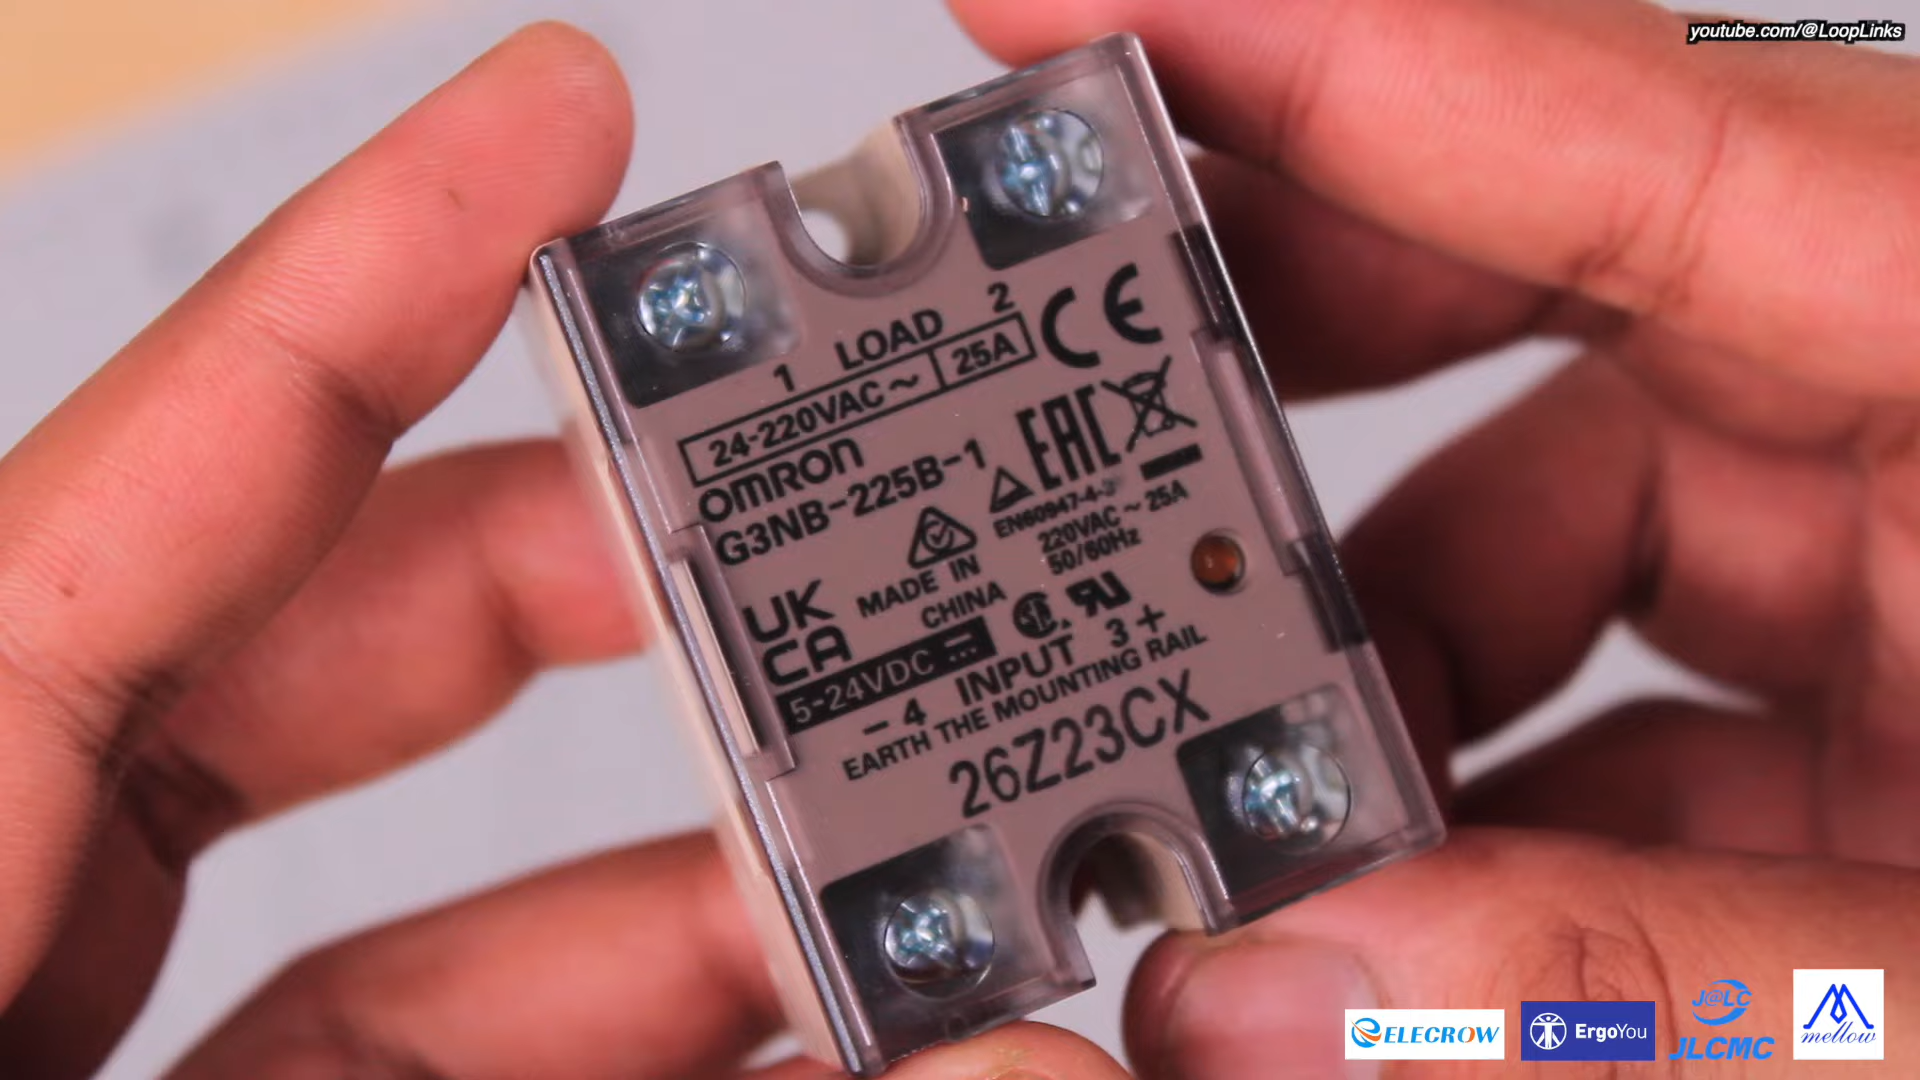 youtube.com/@LoopLinks
1 LOAD 2
24-220VAC~ 25A
CE
OMRON
G3NB-225B-1
EAC
220VAC ~ 25A
50/60Hz
MADE IN
CHINA
UK
CA
5-24VDC
- 4 INPUT 3 +
EARTH THE MOUNTING RAIL
26Z23CX
ELECROW
ErgoYou
J@LC
JLCMC
mellow